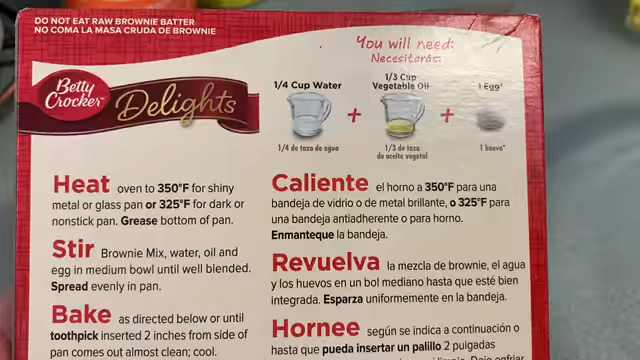 DO NOT EAT RAW BROWNIE BATTER
NO COMA LA MASA CRUDA DE BROWNIE
You will need:
Necesitarás:
Betty
Crocker
Delights
1/4 Cup Water
1/3 Cup
Vegetable Oil
1 Egg*
+
+
1/4 de taza de agua
1/3 de taza
de aceite vegetal
1 huevo*
Heat oven to 350°F for shiny
metal or glass pan or 325°F for dark or
nonstick pan. Grease bottom of pan.
Stir Brownie Mix, water, oil and
egg in medium bowl until well blended.
Spread evenly in pan.
Bake as directed below or until
toothpick inserted 2 inches from side of
pan comes out almost clean; cool.
Caliente el horno a 350°F para una
bandeja de vidrio o de metal brillante, o 325°F para
una bandeja antiadherente o para horno.
Enmanteque la bandeja.
Revuelva la mezcla de brownie, el agua
y los huevos en un bol mediano hasta que esté bien
integrada. Esparza uniformemente en la bandeja.
Hornee según se indica a continuación o
hasta que pueda insertar un palillo 2 pulgadas